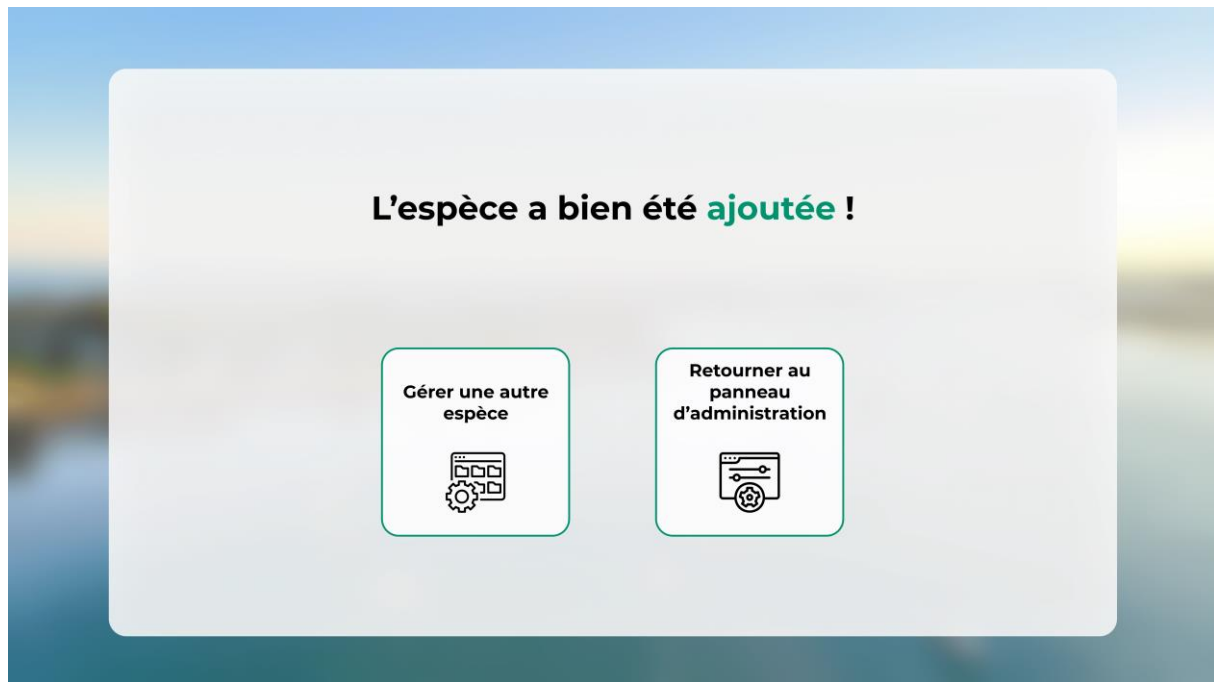 L’espèce a bien été ajoutée !
Gérer une autre
espèce
Retourner au
panneau
d’administration